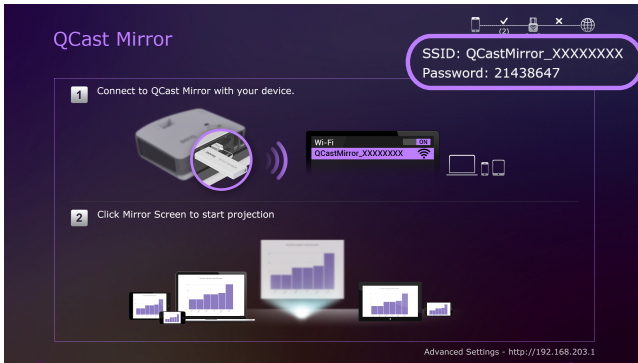 QCast Mirror
(2)
SSID: QCastMirror_XXXXXXXX
Password: 21438647
1 Connect to QCast Mirror with your device.
Wi-Fi ON
QCastMirror_XXXXXXXX
2 Click Mirror Screen to start projection
Advanced Settings - http://192.168.203.1